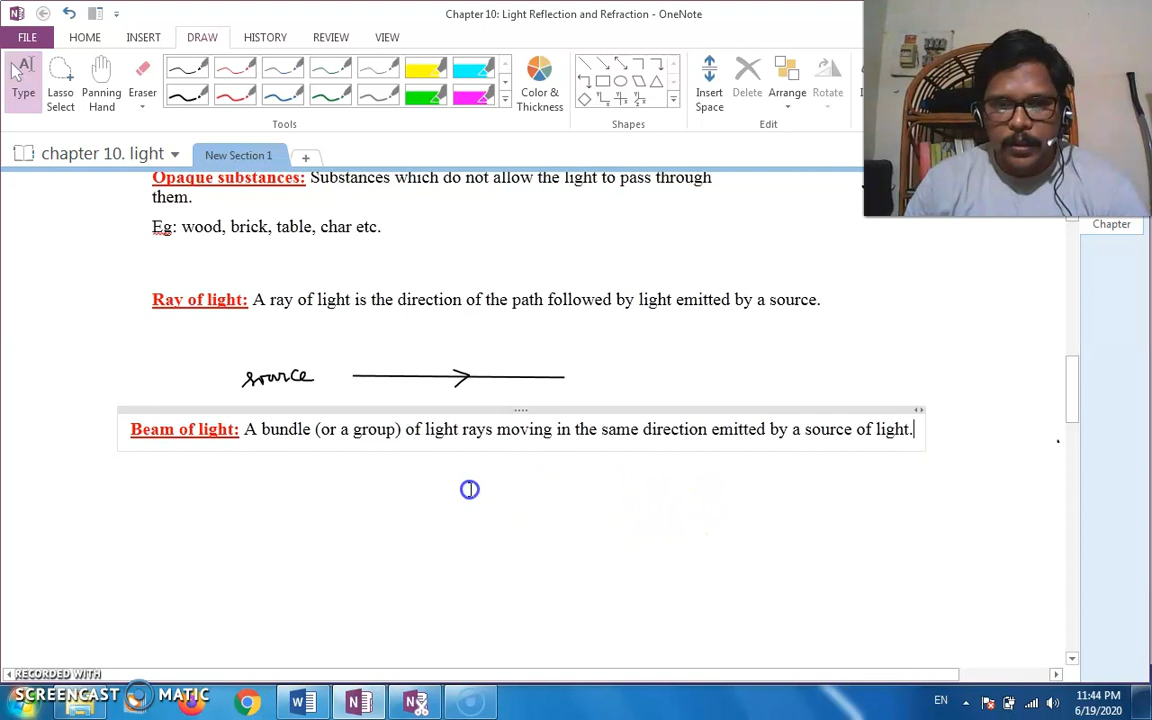 Chapter 10: Light Reflection and Refraction - OneNote
FILE HOME INSERT DRAW HISTORY REVIEW VIEW
Type Lasso Select Panning Hand Eraser Color & Thickness Insert Space Delete Arrange Rotate
Tools Shapes Edit
chapter 10. light New Section 1
Opaque substances: Substances which do not allow the light to pass through
them.
Chapter
Eg: wood, brick, table, char etc.
Ray of light: A ray of light is the direction of the path followed by light emitted by a source.
source
Beam of light: A bundle (or a group) of light rays moving in the same direction emitted by a source of light.
RECORDED WITH
SCREENCAST MATIC
EN 11:44 PM
6/19/2020